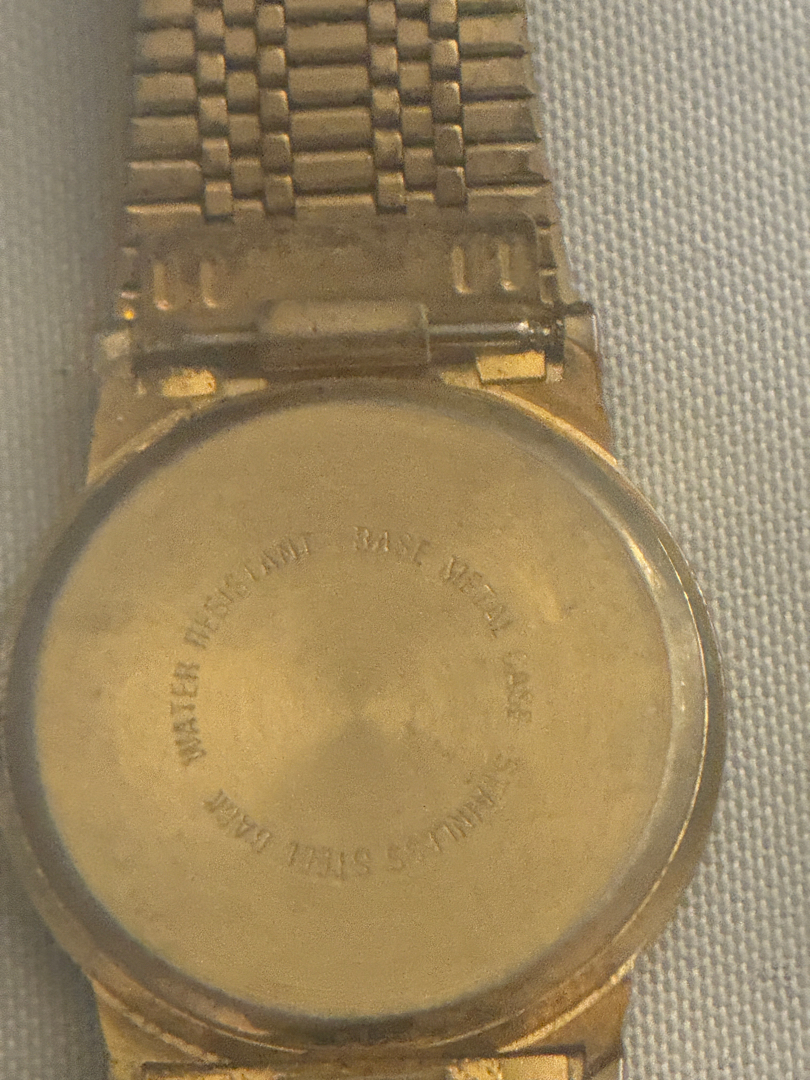 WATER RESISTANT
BASE METAL CASE
STAINLESS STEEL BACK